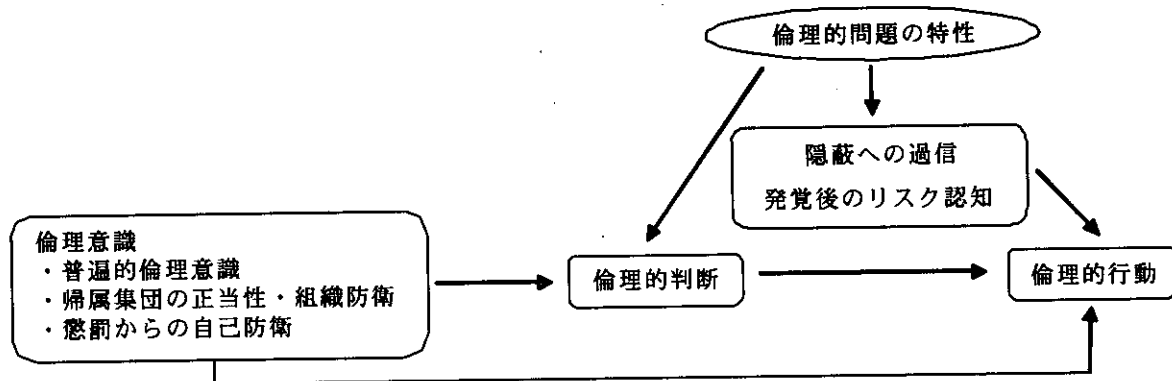 倫理的問題の特性
隠蔽への過信
発覚後のリスク認知
倫理意識
・普遍的倫理意識
・帰属集団の正当性・組織防衛
・懲罰からの自己防衛
倫理的判断
倫理的行動